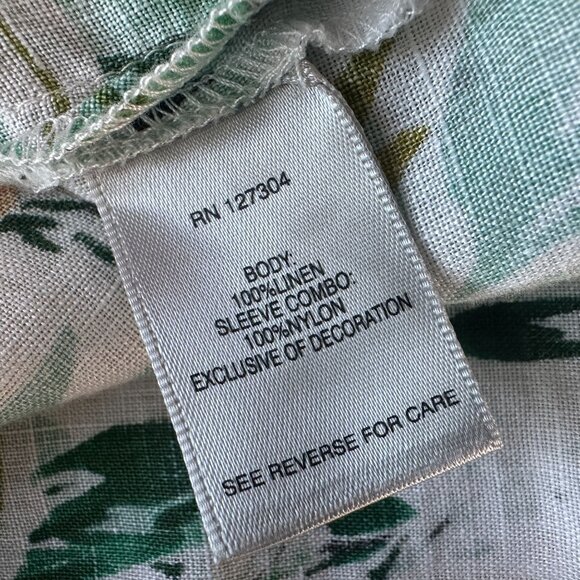 RN 127304
BODY:
100%LINEN
SLEEVE COMBO:
100%NYLON
EXCLUSIVE OF DECORATION
SEE REVERSE FOR CARE